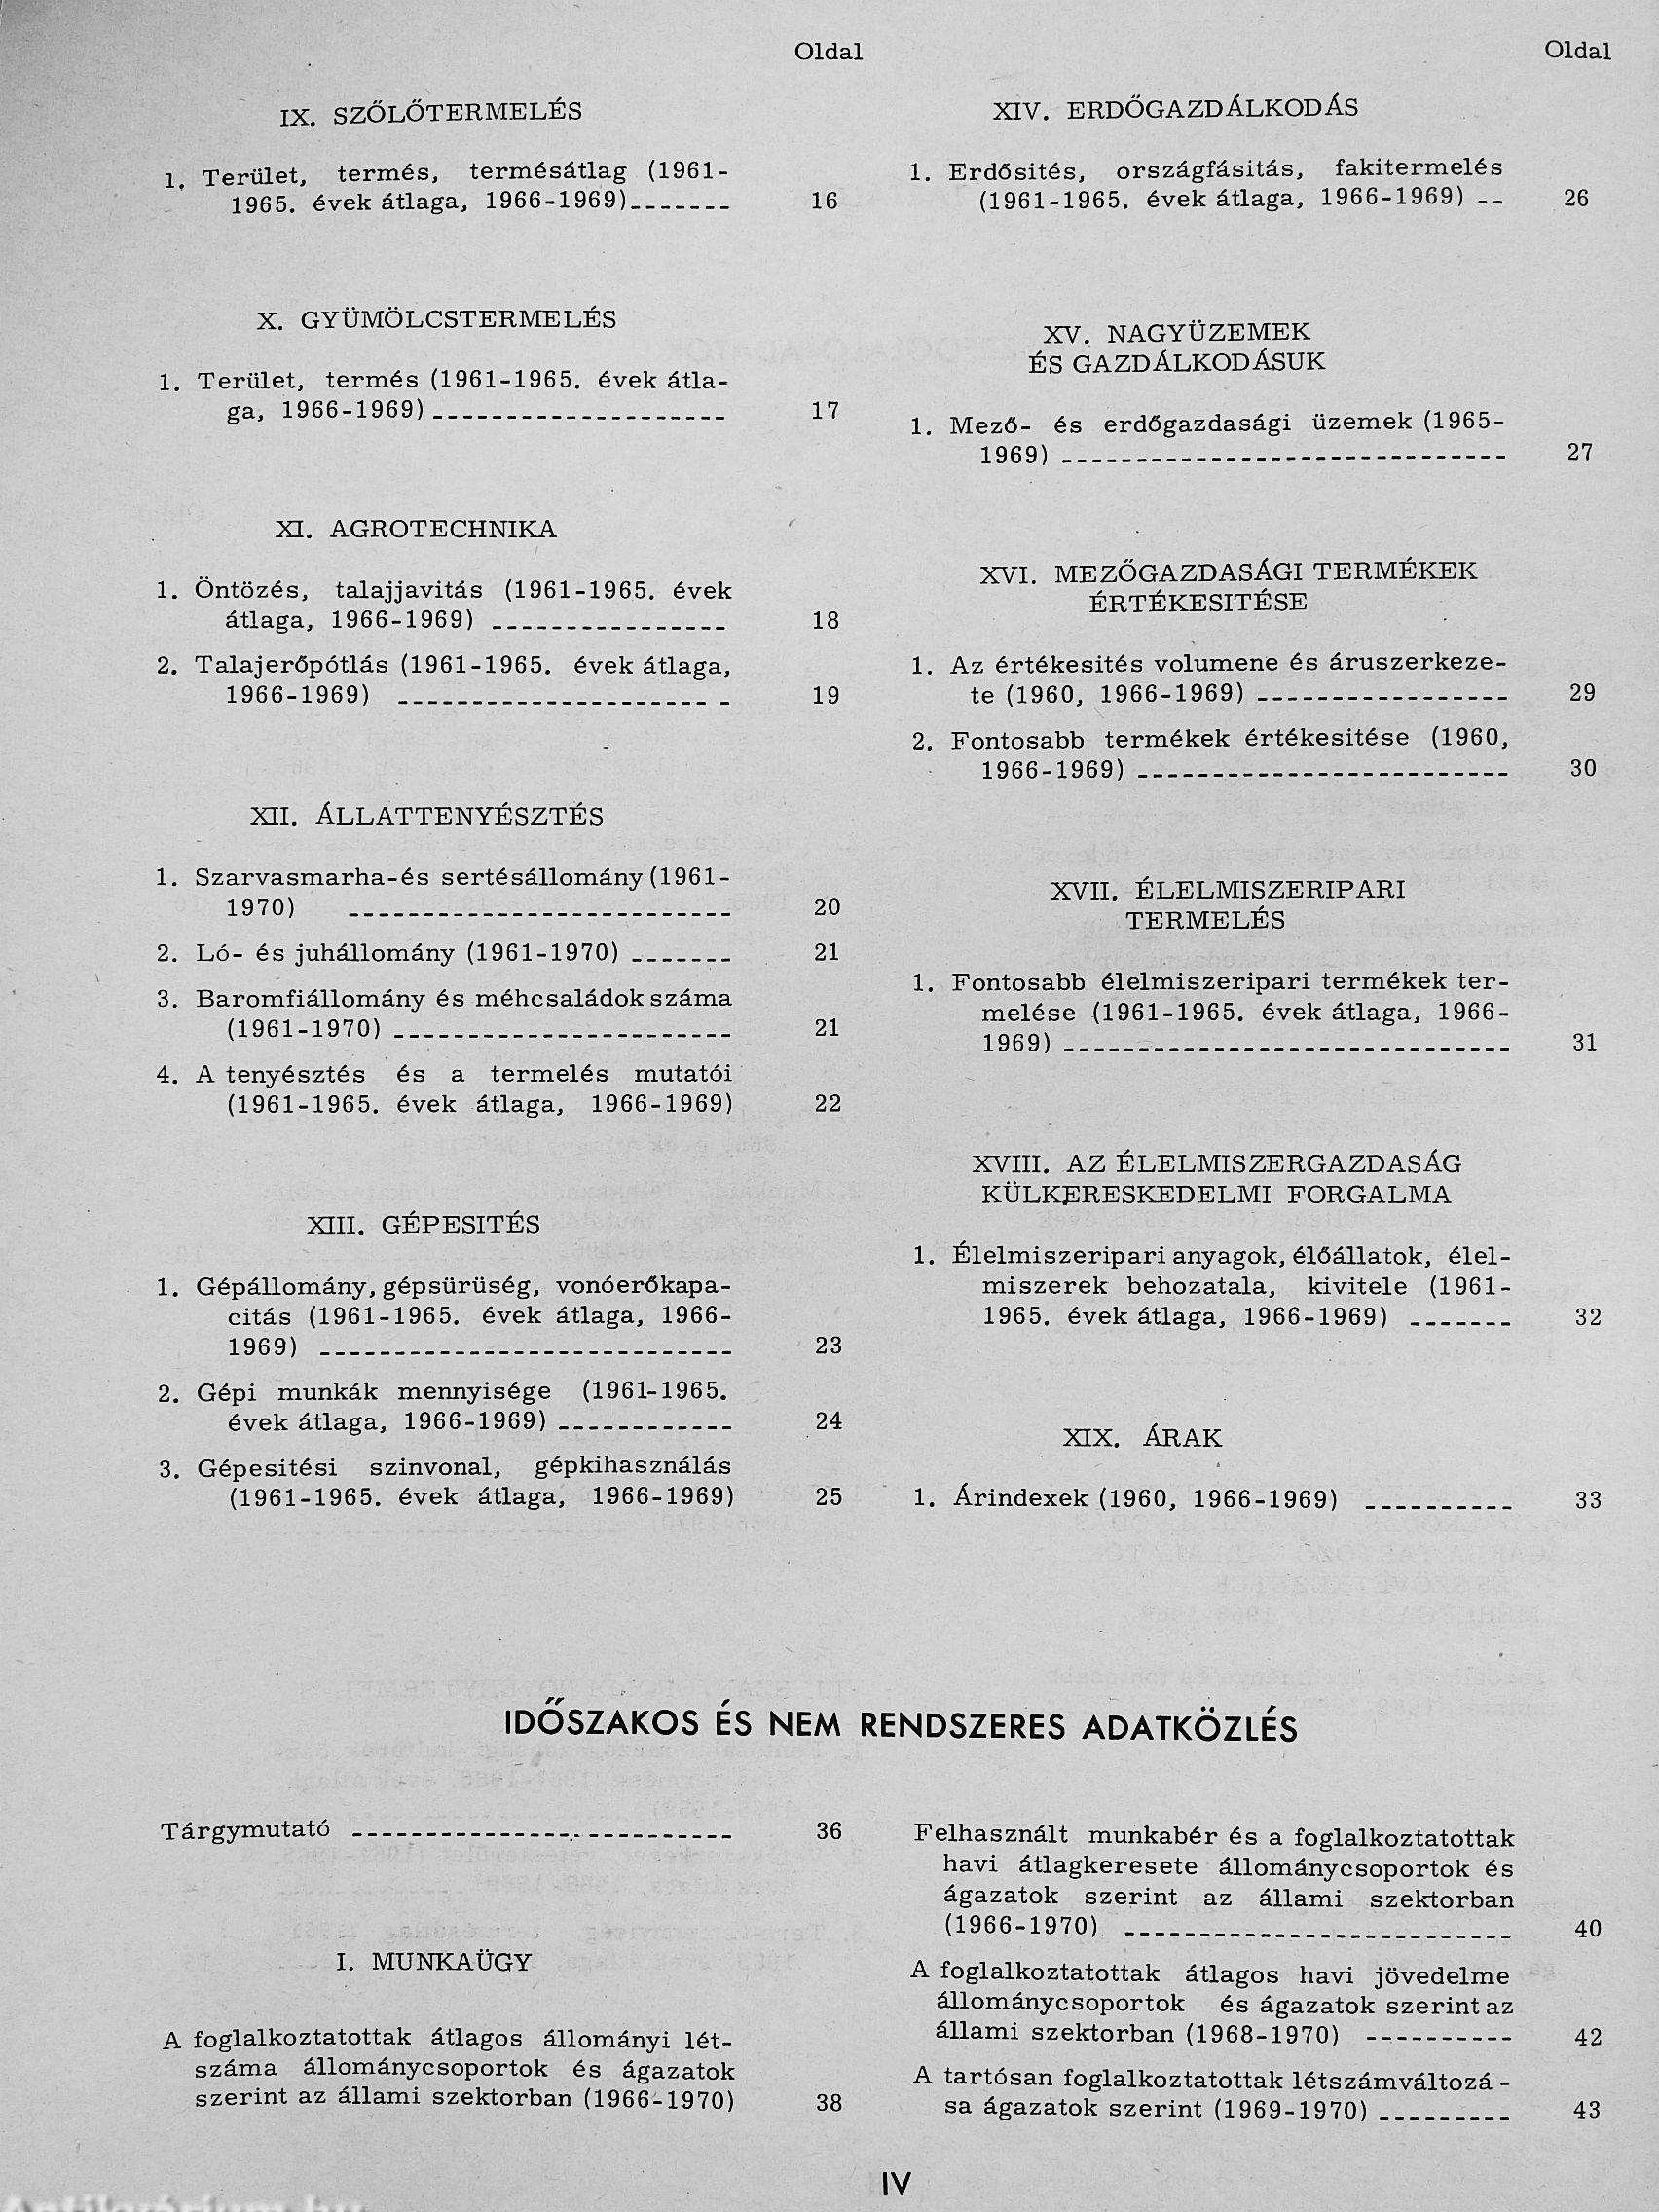 Oldal
IX. SZŐLŐTERMELÉS
1. Terület, termés, termésátlag (1961-
1965. évek átlaga, 1966-1969)------- 16
X. GYÜMÖLCSTERMELÉS
1. Terület, termés (1961-1965. évek átla-
ga, 1966-1969)-------------------- 17
XI. AGROTECHNIKA
1. Öntözés, talajjavitás (1961-1965. évek
átlaga, 1966-1969) ---------------- 18
2. Talajerőpótlás (1961-1965. évek átlaga,
1966-1969) ---------------------- 19
XII. ÁLLATTENYÉSZTÉS
1. Szarvasmarha-és sertésállomány (1961-
1970) -------------------------- 20
2. Ló- és juhállomány (1961-1970) ------- 21
3. Baromfiállomány és méhcsaládok száma
(1961-1970) ----------------------- 21
4. A tenyésztés és a termelés mutatói
(1961-1965. évek átlaga, 1966-1969) 22
XIII. GÉPESITÉS
1. Gépállomány, gépsürüség, vonóerőkapa-
citás (1961-1965. évek átlaga, 1966-
1969) ---------------------------- 23
2. Gépi munkák mennyisége (1961-1965.
évek átlaga, 1966-1969) ------------ 24
3. Gépesitési szinvonal, gépkihasználás
(1961-1965. évek átlaga, 1966-1969) 25
Oldal
XIV. ERDŐGAZDÁLKODÁS
1. Erdősités, országfásitás, fakitermelés
(1961-1965. évek átlaga, 1966-1969) -- 26
XV. NAGYÜZEMEK
ÉS GAZDÁLKODÁSUK
1. Mező- és erdőgazdasági üzemek (1965-
1969) ------------------------------ 27
XVI. MEZŐGAZDASÁGI TERMÉKEK
ÉRTÉKESITÉSE
1. Az értékesités volumene és áruszerkeze-
te (1960, 1966-1969) ----------------- 29
2. Fontosabb termékek értékesitése (1960,
1966-1969) ------------------------- 30
XVII. ÉLELMISZERIPARI
TERMELÉS
1. Fontosabb élelmiszeripari termékek ter-
melése (1961-1965. évek átlaga, 1966-
1969) ------------------------------ 31
XVIII. AZ ÉLELMISZERGAZDASÁG
KÜLKERESKEDELMI FORGALMA
1. Élelmiszeripari anyagok, élőállatok, élel-
miszerek behozatala, kivitele (1961-
1965. évek átlaga, 1966-1969) ------- 32
XIX. ÁRAK
1. Árindexek (1960, 1966-1969) ---------- 33
IDŐSZAKOS ÉS NEM RENDSZERES ADATKÖZLÉS
Tárgymutató -------------------------- 36
I. MUNKAÜGY
A foglalkoztatottak átlagos állományi lét-
száma állománycsoportok és ágazatok
szerint az állami szektorban (1966-1970) 38
Felhasznált munkabér és a foglalkoztatottak
havi átlagkeresete állománycsoportok és
ágazatok szerint az állami szektorban
(1966-1970) -------------------------- 40
A foglalkoztatottak átlagos havi jövedelme
állománycsoportok és ágazatok szerint az
állami szektorban (1968-1970) ---------- 42
A tartósan foglalkoztatottak létszámváltozá-
sa ágazatok szerint (1969-1970) --------- 43
IV
Antikvárium.hu